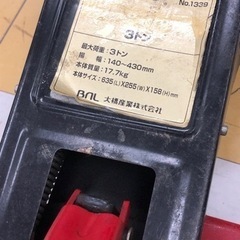 No.1339
3トン
最大荷重：3トン
揚　　幅：140～430mm
本体質量：17.7kg
本体サイズ：635(L)X255(W)X158(H)mm
BAL 大橋産業株式会社